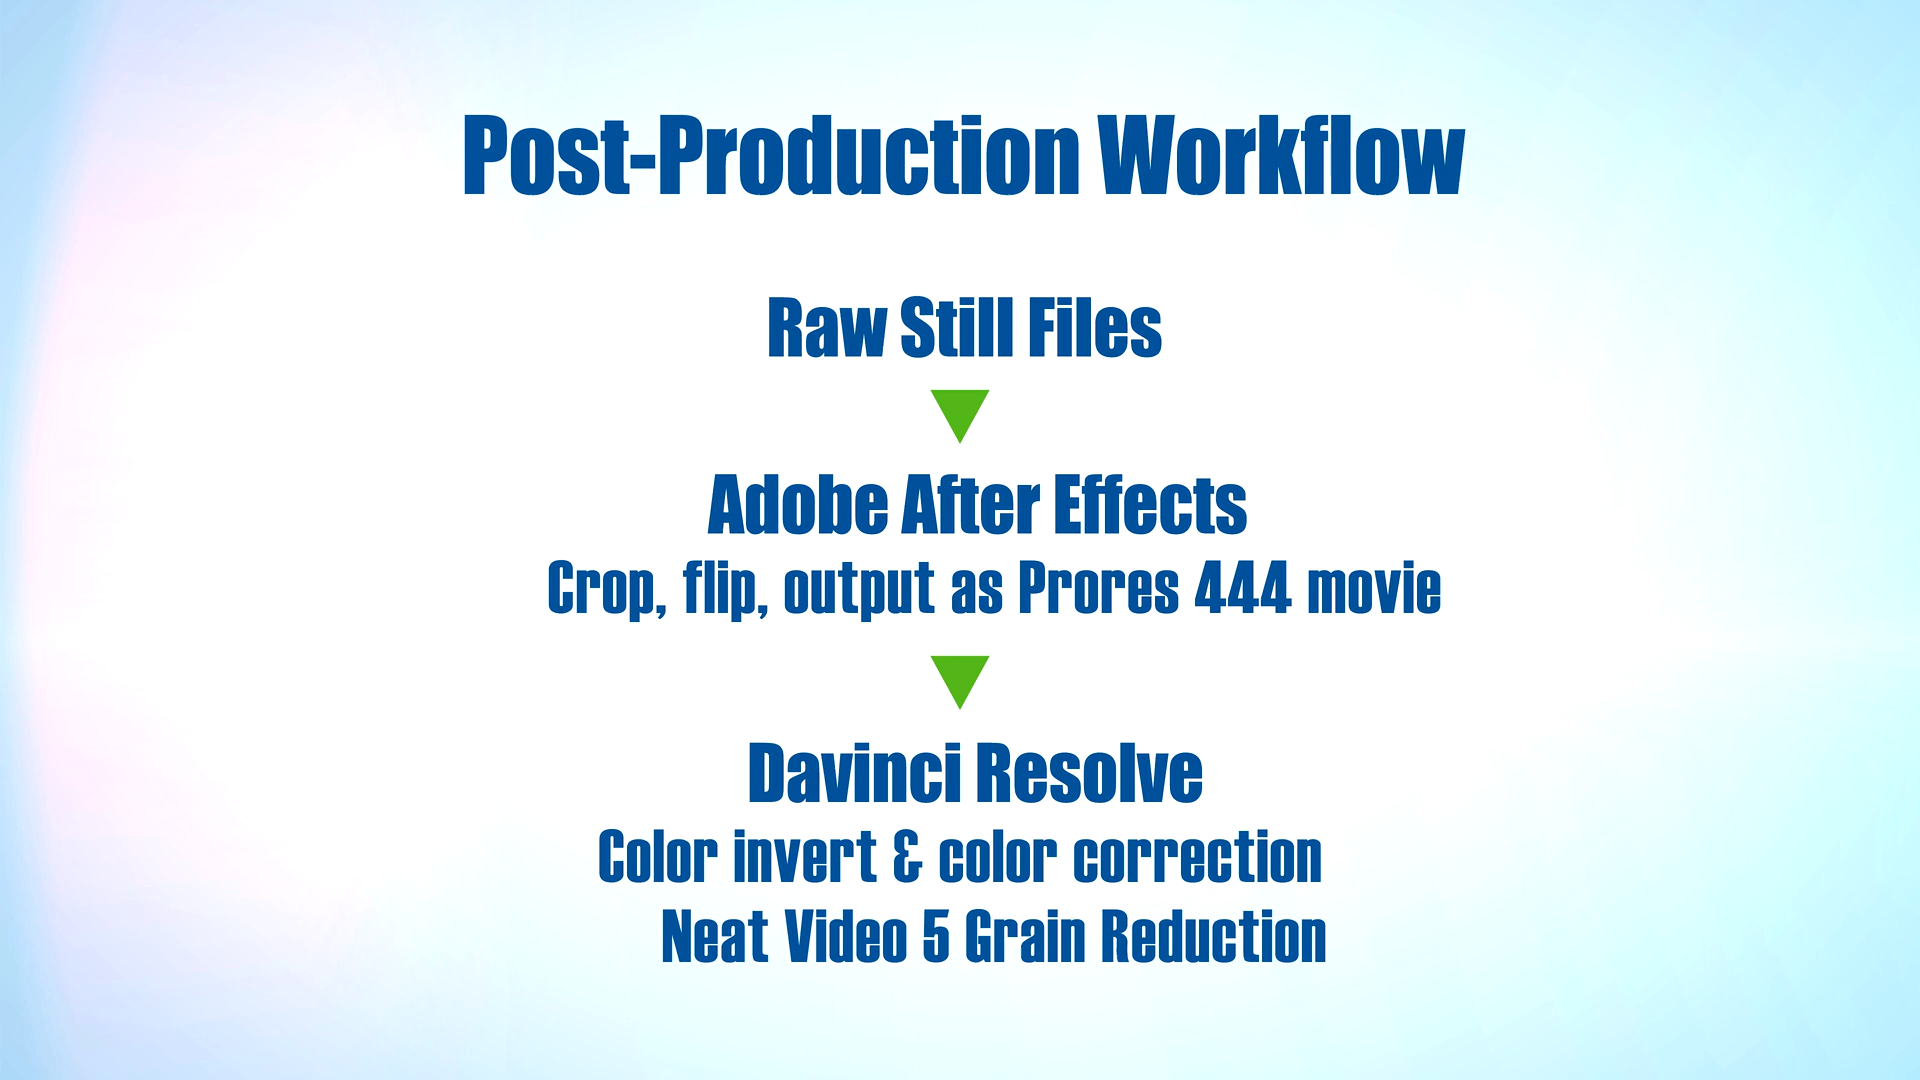 Post-Production Workflow
Raw Still Files
Adobe After Effects
Crop, flip, output as Prores 444 movie
Davinci Resolve
Color invert & color correction
Neat Video 5 Grain Reduction